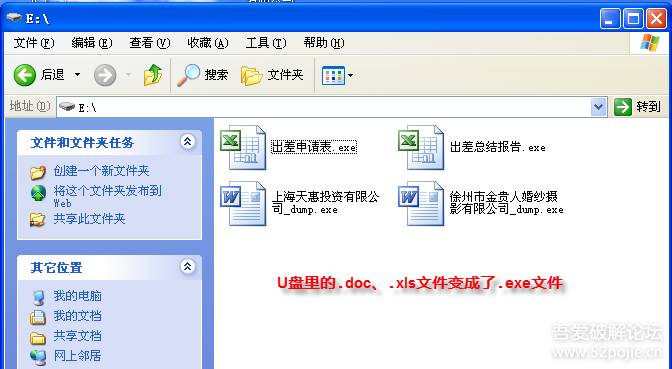 E:\
文件(F) 编辑(E) 查看(V) 收藏(A) 工具(T) 帮助(H)
后退 搜索 文件夹
地址(D) E:\ 转到
文件和文件夹任务
创建一个新文件夹
将这个文件夹发布到
Web
共享此文件夹
其它位置
我的电脑
我的文档
共享文档
网上邻居
出差申请表.exe
出差总结报告.exe
上海天惠投资有限公
司_dump.exe
徐州市金贵人婚纱摄
影有限公司_dump.exe
U盘里的.doc、.xls文件变成了.exe文件
吾爱破解论坛
www.52pojie.cn